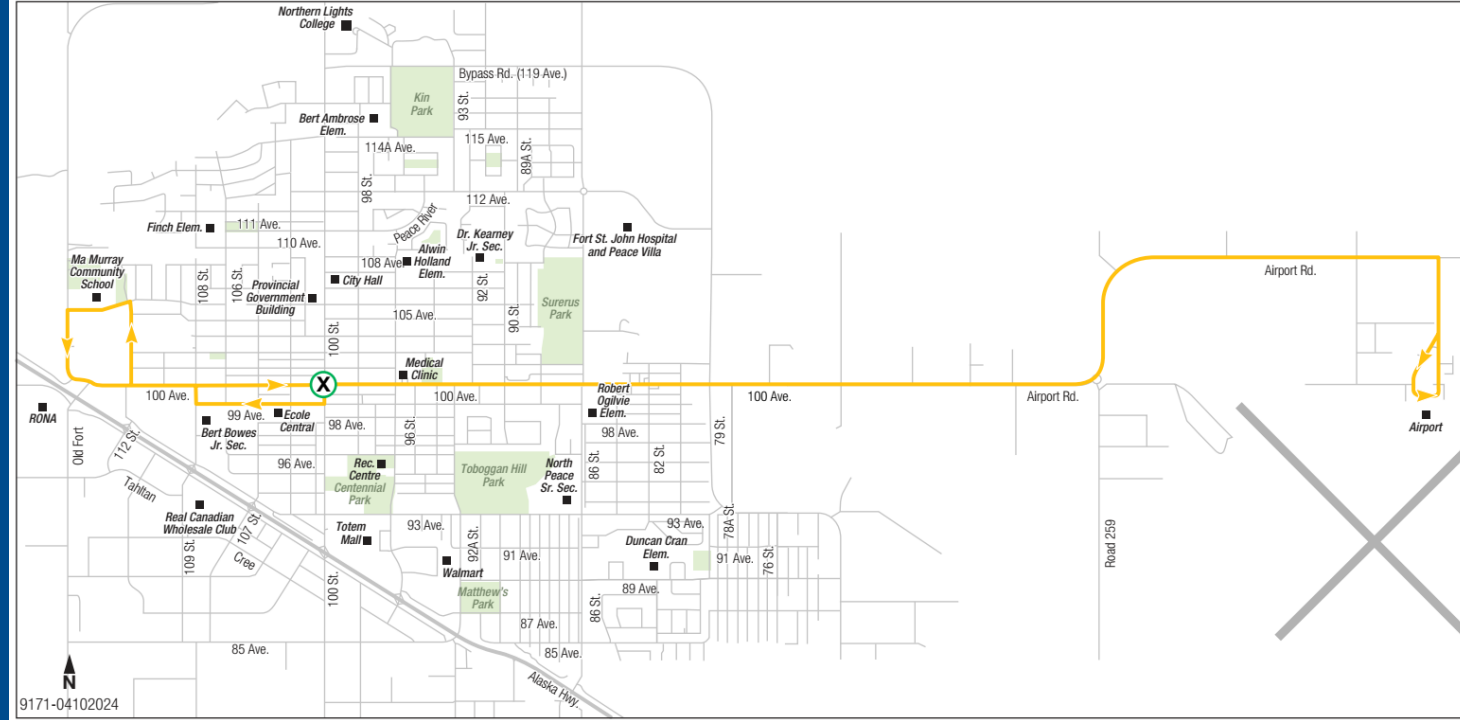 Northern Lights
College
Bypass Rd. (119 Ave.)
Kin
Park
93 St.
Bert Ambrose
Elem.
115 Ave.
114A Ave.
89A St.
98 St.
112 Ave.
Peace River
Finch Elem.
111 Ave.
110 Ave.
Dr. Kearney
Jr. Sec.
Fort St. John Hospital
and Peace Villa
Alwin
Holland
Elem.
108 Ave.
Ma Murray
Community
School
108 St.
106 St.
City Hall
Provincial
Government
Building
92 St.
Airport Rd.
Surerus
Park
105 Ave.
90 St.
100 St.
Medical
Clinic
X
100 Ave.
100 Ave.
Robert
Ogilvie
Elem.
100 Ave.
Airport Rd.
RONA
99 Ave.
Ecole
Central
98 Ave.
96 St.
98 Ave.
79 St.
Airport
Bert Bowes
Jr. Sec.
Old Fort
112 St.
96 Ave.
Rec.
Centre
Centennial
Park
Toboggan Hill
Park
North
Peace
Sr. Sec.
86 St.
82 St.
Tahltan
Real Canadian
Wholesale Club
107 St.
109 St.
Cree
Totem
Mall
93 Ave.
92A St.
91 Ave.
Walmart
93 Ave.
78A St.
Duncan Cran
Elem.
91 Ave.
76 St.
Road 259
100 St.
Matthew's
Park
89 Ave.
86 St.
87 Ave.
85 Ave.
85 Ave.
Alaska Hwy.
N
9171-04102024